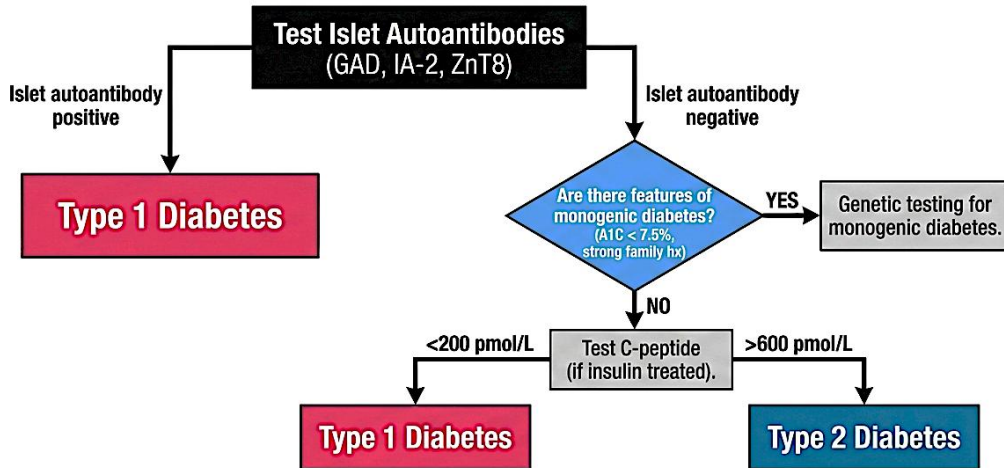 Test Islet Autoantibodies
(GAD, IA-2, ZnT8)
Islet autoantibody
positive
Islet autoantibody
negative
Type 1 Diabetes
Are there features of
monogenic diabetes?
(A1C < 7.5%,
strong family hx)
YES
Genetic testing for
monogenic diabetes.
NO
<200 pmol/L
Test C-peptide
(if insulin treated).
>600 pmol/L
Type 1 Diabetes
Type 2 Diabetes